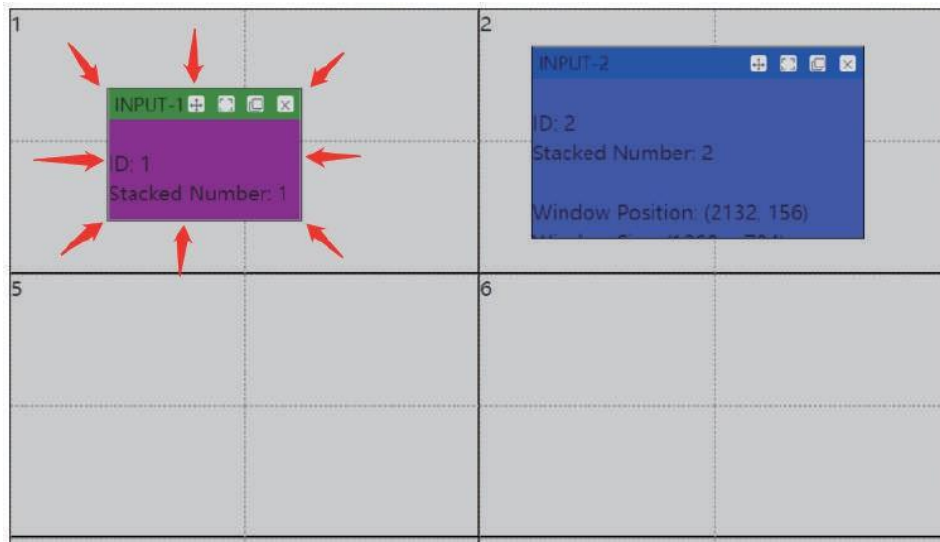 1
2
INPUT-1
INPUT-2
ID: 1
Stacked Number: 1
ID: 2
Stacked Number: 2
Window Position: (2132, 156)
5
6